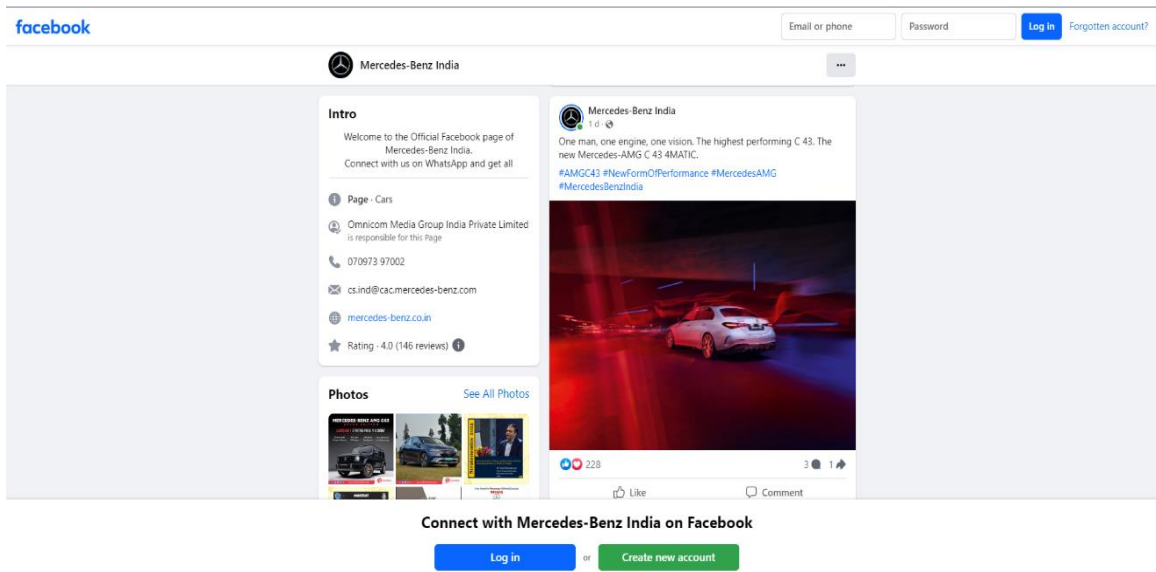 facebook
Email or phone
Password
Log in
Forgotten account?
Mercedes-Benz India
Intro
Welcome to the Official Facebook page of
Mercedes-Benz India.
Connect with us on WhatsApp and get all
Page · Cars
Omnicom Media Group India Private Limited
is responsible for this Page
070973 97002
cs.ind@cac.mercedes-benz.com
mercedes-benz.co.in
Rating · 4.0 (146 reviews)
Photos
See All Photos
MERCEDES BENZ AMG G63
Mercedes-Benz India
1 d
One man, one engine, one vision. The highest performing C 43. The
new Mercedes-AMG C 43 4MATIC.
#AMGC43 #NewFormOfPerformance #MercedesAMG
#MercedesBenzIndia
228
3
1
Like
Comment
Connect with Mercedes-Benz India on Facebook
Log in
or
Create new account